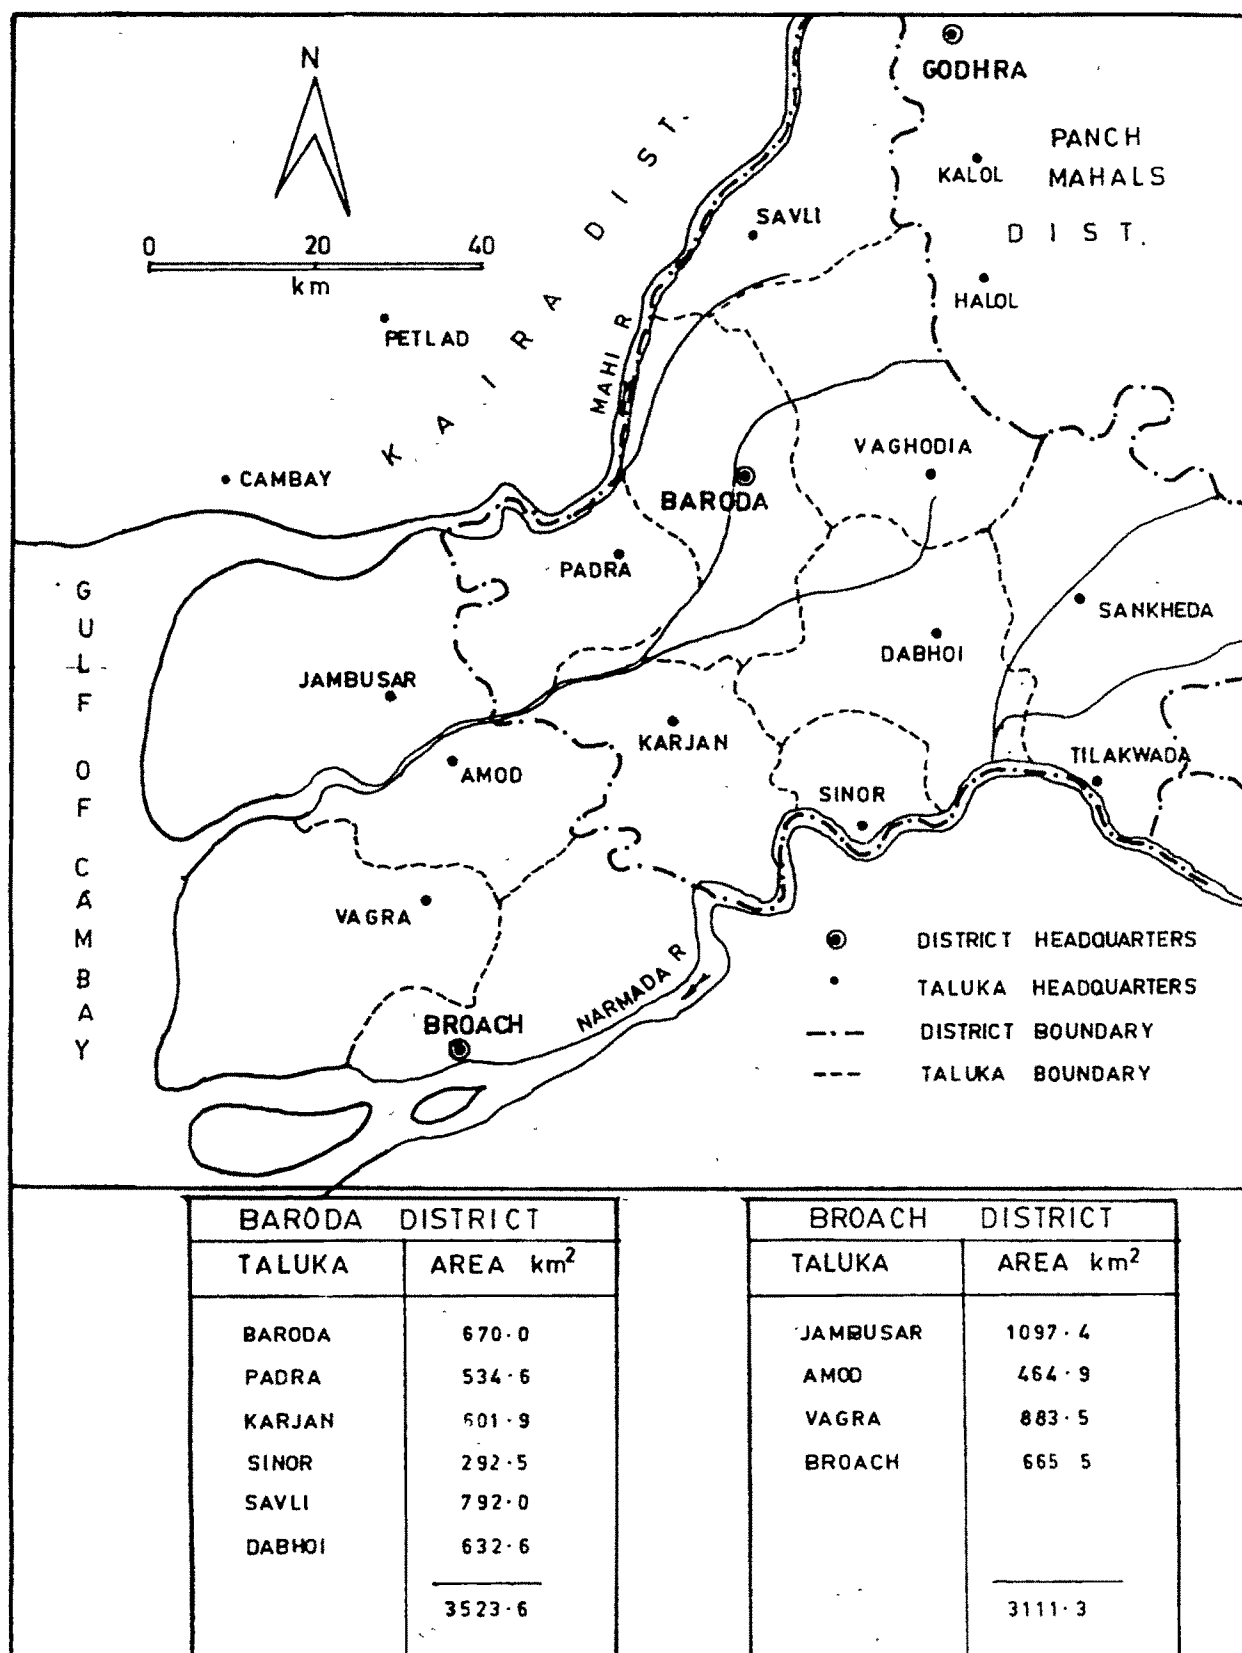 N
GODHRA
PANCH
MAHALS
DIST.
KALOL
SAVLI
0 20 40
km
HALOL
PETLAD
KAIRA DIST.
MAHI R
VAGHODIA
CAMBAY
BARODA
PADRA
GULF OF CAMBAY
SANKHEDA
DABHOI
JAMBUSAR
KARJAN
AMOD
TILAKWADA
SINOR
VAGRA
DISTRICT HEADQUARTERS
NARMADA R
TALUKA HEADQUARTERS
BROACH
DISTRICT BOUNDARY
TALUKA BOUNDARY
BARODA DISTRICT
TALUKA AREA km²
BARODA 670.0
PADRA 534.6
KARJAN 601.9
SINOR 292.5
SAVLI 792.0
DABHOI 632.6
3523.6
BROACH DISTRICT
TALUKA AREA km²
JAMBUSAR 1097.4
AMOD 464.9
VAGRA 883.5
BROACH 665 5
3111.3